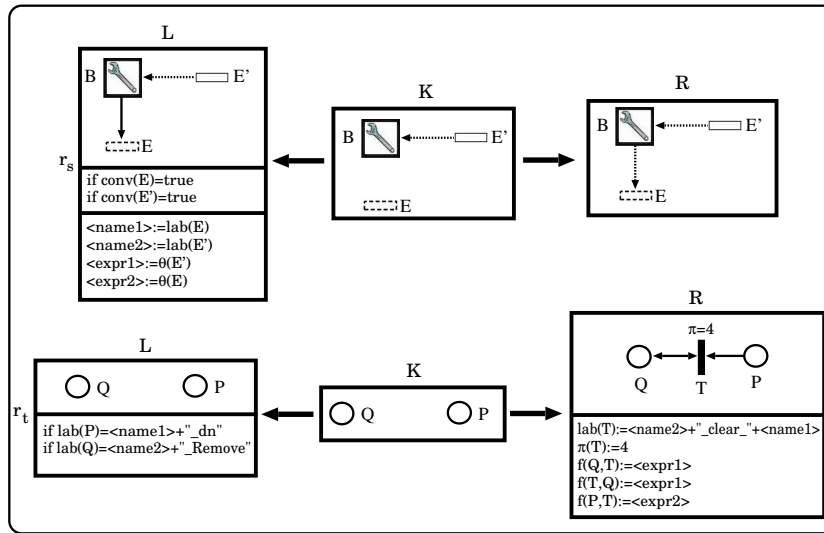 L
B
E'
E
r_s
if conv(E)=true
if conv(E')=true
<name1>:=lab(E)
<name2>:=lab(E')
<expr1>:=θ(E')
<expr2>:=θ(E)
K
B
E'
E
R
B
E'
E
L
Q
P
r_t
if lab(P)=<name1>+"_dn"
if lab(Q)=<name2>+"_Remove"
K
Q
P
R
π=4
Q
T
P
lab(T):=<name2>+"_clear_"+<name1>
π(T):=4
f(Q,T):=<expr1>
f(T,Q):=<expr1>
f(P,T):=<expr2>